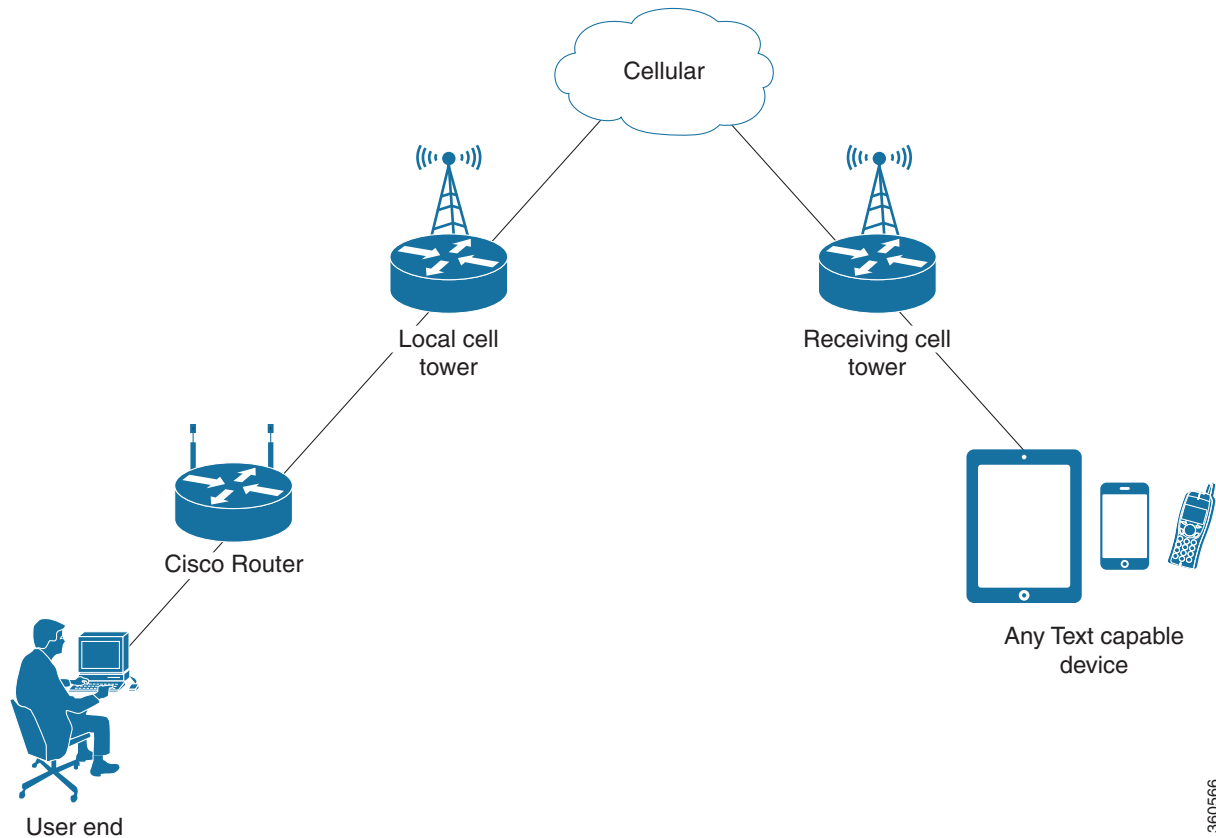 Cellular
Local cell
tower
Receiving cell
tower
Cisco Router
Any Text capable
device
User end
360566